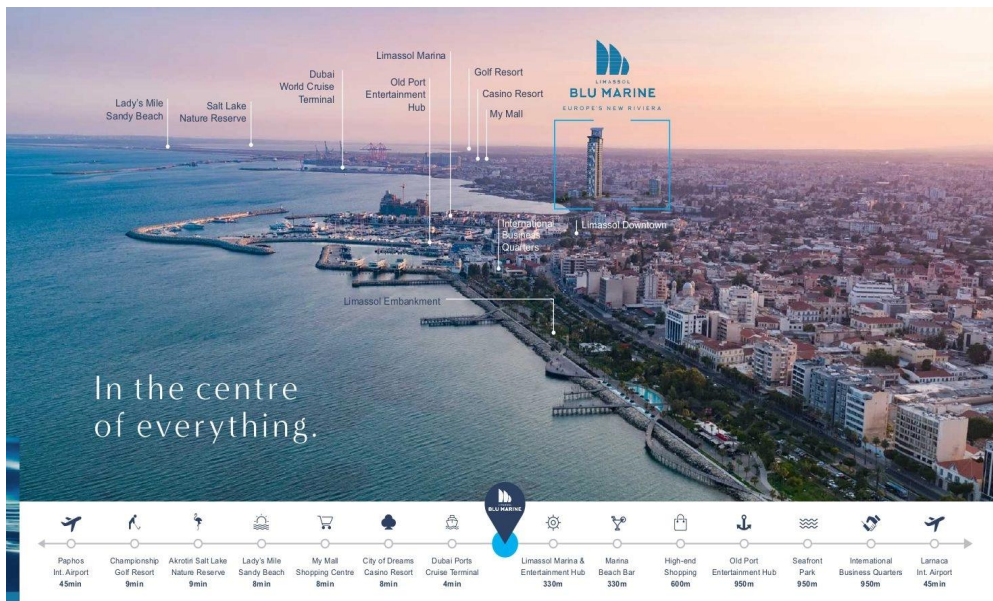 Limassol Marina
Golf Resort
Dubai
World Cruise
Terminal
Old Port
Entertainment
Hub
Casino Resort
My Mall
Lady's Mile
Sandy Beach
Salt Lake
Nature Reserve
LIMASSOL
BLU MARINE
EUROPE'S NEW RIVIERA
International
Business
Quarters
Limassol Downtown
Limassol Embankment
In the centre
of everything.
BLU MARINE
Paphos
Int. Airport
45min
Championship
Golf Resort
9min
Akrotiri Salt Lake
Nature Reserve
9min
Lady's Mile
Sandy Beach
8min
My Mall
Shopping Centre
8min
City of Dreams
Casino Resort
8min
Dubai Ports
Cruise Terminal
4min
Limassol Marina &
Entertainment Hub
330m
Marina
Beach Bar
330m
High-end
Shopping
600m
Old Port
Entertainment Hub
950m
Seafront
Park
950m
International
Business Quarters
950m
Larnaca
Int. Airport
45min